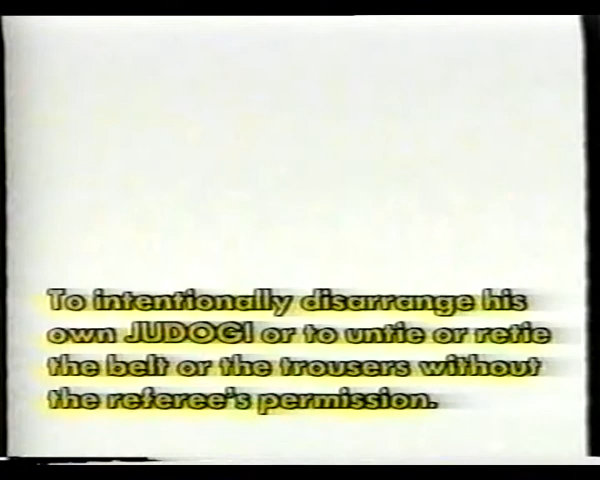 To intentionally disarrange his
own JUDOGI or to untie or retie
the belt or the trousers without
the referee's permission.